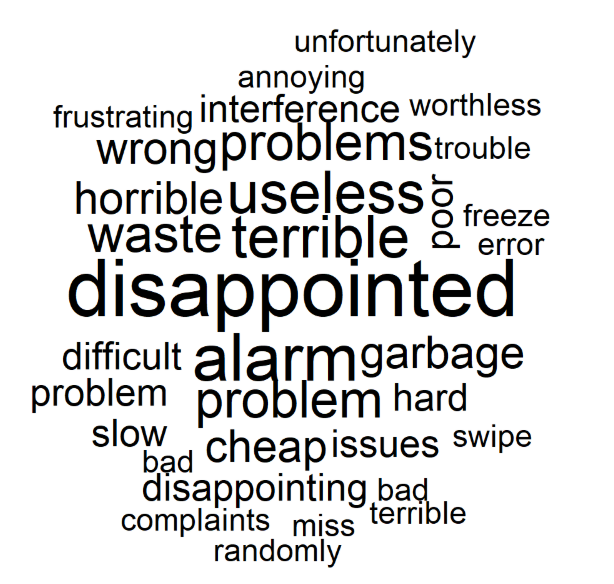 unfortunately
annoying
frustrating interference worthless
wrong problems trouble
horrible useless poor freeze
waste terrible error
disappointed
difficult alarm garbage
problem problem hard
slow cheap issues swipe
bad
disappointing bad
complaints miss terrible
randomly